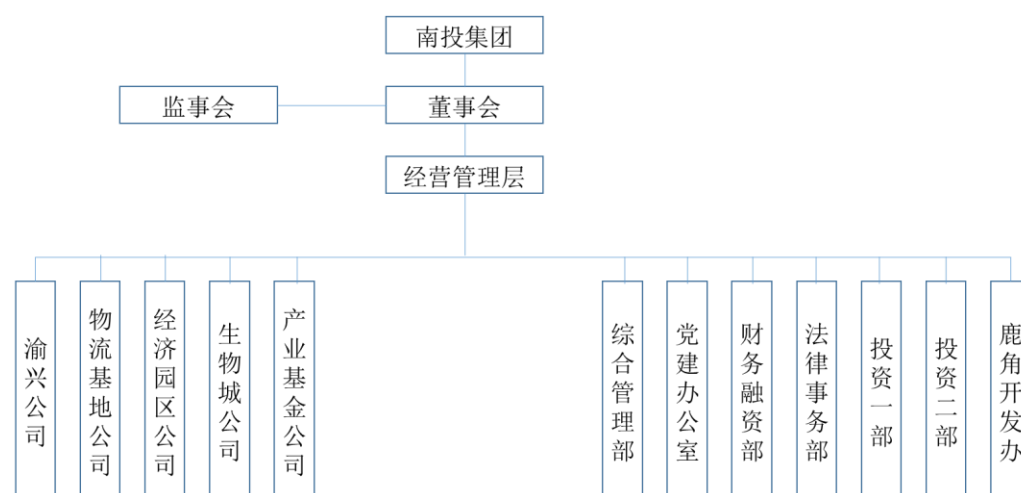 南投集团
监事会
董事会
经营管理层
渝兴公司
物流基地公司
经济园区公司
生物城公司
产业基金公司
综合管理部
党建办公室
财务融资部
法律事务部
投资一部
投资二部
鹿角开发办